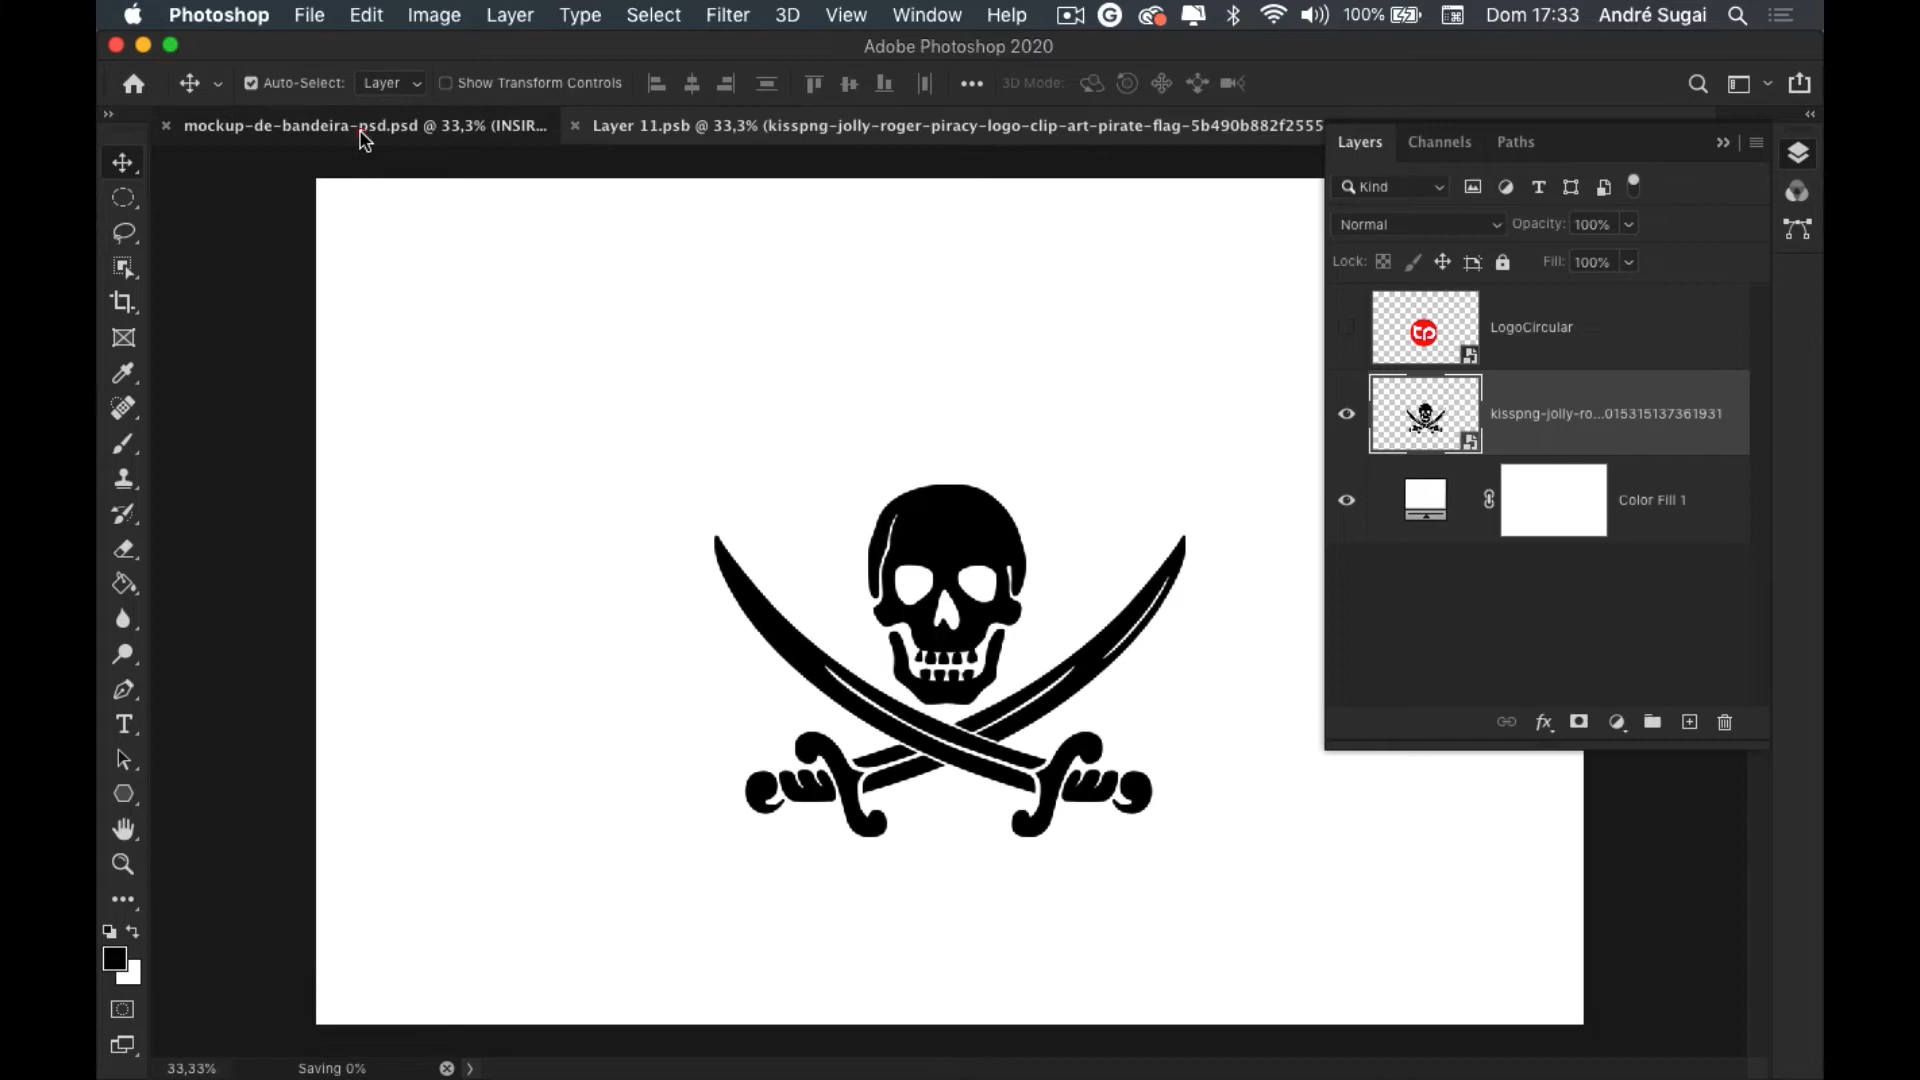 Photoshop File Edit Image Layer Type Select Filter 3D View Window Help 100% Dom 17:33 André Sugai
Adobe Photoshop 2020
Auto-Select: Layer Show Transform Controls 3D Mode:
mockup-de-bandeira-psd.psd @ 33,3% (INSIR... Layer 11.psb @ 33,3% (kisspng-jolly-roger-piracy-logo-clip-art-pirate-flag-5b490b882f2555
Layers Channels Paths
Kind
Normal Opacity: 100%
Lock: Fill: 100%
tp LogoCircular
kisspng-jolly-ro...015315137361931
Color Fill 1
fx
33,33% Saving 0%